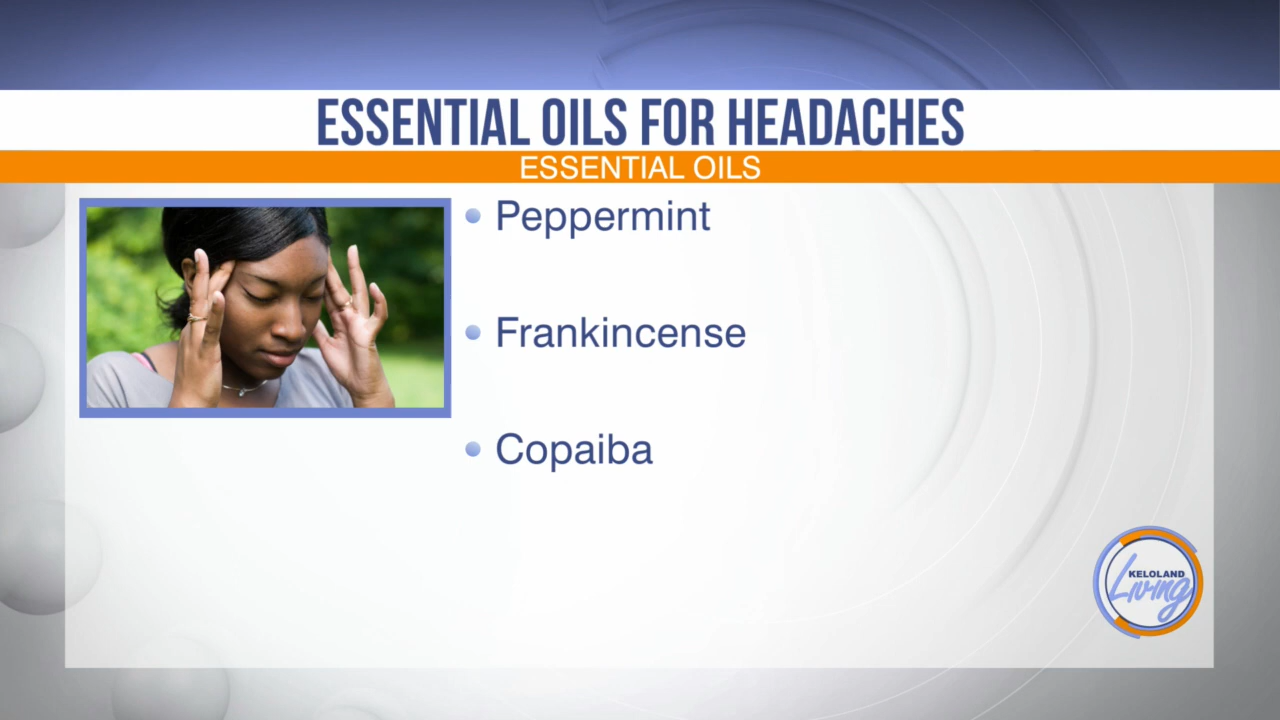 ESSENTIAL OILS FOR HEADACHES
ESSENTIAL OILS
• Peppermint
• Frankincense
• Copaiba
KELOLAND
Living